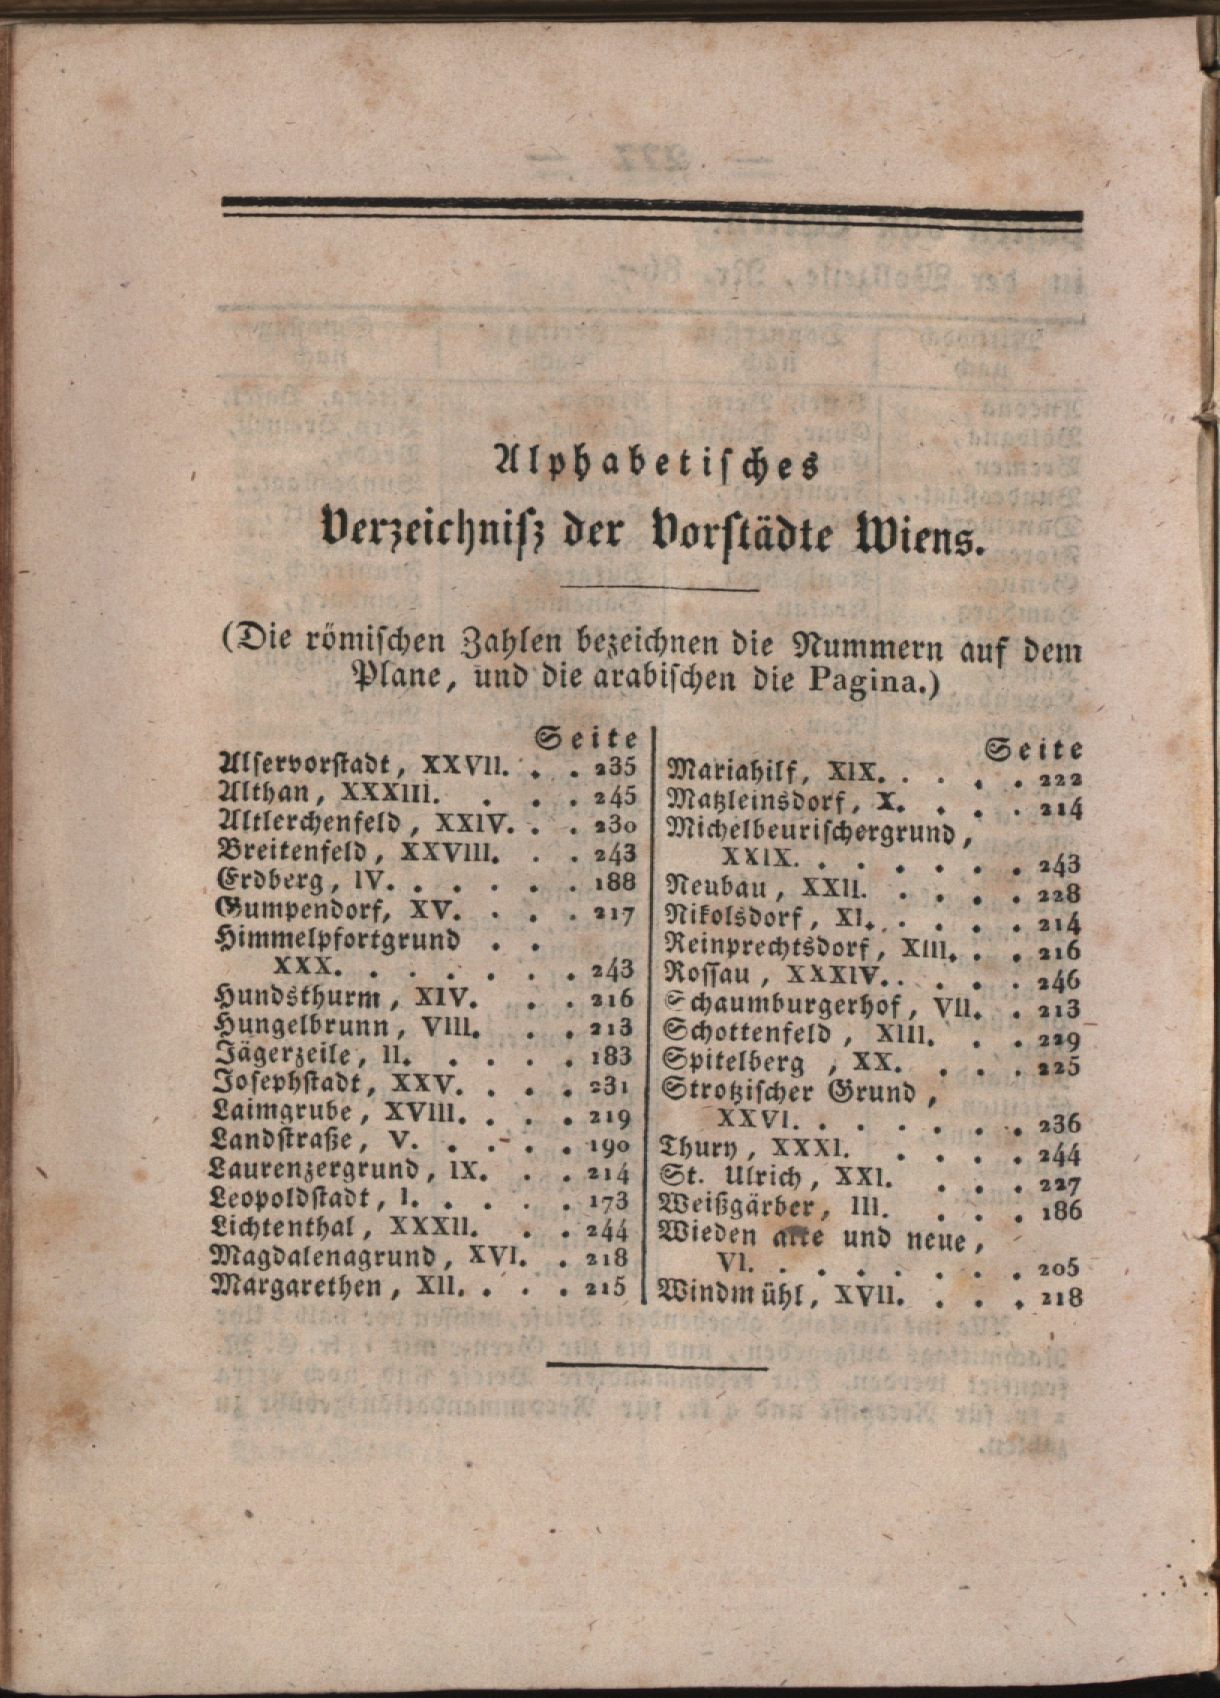 Alphabetisches
Verzeichniß der Vorstädte Wiens.
(Die römischen Zahlen bezeichnen die Nummern auf dem
Plane, und die arabischen die Pagina.)
Seite
Alservorstadt, XXVII. . . 235
Althan, XXXIII. . . . 245
Altlerchenfeld, XXIV. . . 230
Breitenfeld, XXVIII. . . 243
Erdberg, IV. . . . . . 188
Gumpendorf, XV. . . . 217
Himmelpfortgrund . .
XXX. . . . . . . 243
Hundsthurm, XIV. . . 216
Hungelbrunn, VIII. . . 213
Jägerzeile, II. . . . . 183
Josephstadt, XXV. . . . 231
Laimgrube, XVIII. . . . 219
Landstraße, V. . . . . 190
Laurenzergrund, IX. . . 214
Leopoldstadt, I. . . . . 173
Lichtenthal, XXXII. . . 244
Magdalenagrund, XVI. . 218
Margarethen, XII. . . . 215
Seite
Mariahilf, XIX. . . . . 222
Matzleinsdorf, X. . . . 214
Michelbeurischergrund,
XXIX. . . . . . . 243
Neubau, XXII. . . . . 228
Nikolsdorf, XI. . . . . 214
Reinprechtsdorf, XIII. . . 216
Rossau, XXXIV. . . . . 246
Schaumburgerhof, VII. . 213
Schottenfeld, XIII. . . 229
Spitelberg , XX. . . . 225
Strotzischer Grund,
XXVI. . . . . . . 236
Thury, XXXI. . . . . 244
St. Ulrich, XXI. . . . 227
Weißgärber, III. . . . 186
Wieden alte und neue,
VI. . . . . . . . 205
Windmühl, XVII. . . . 218